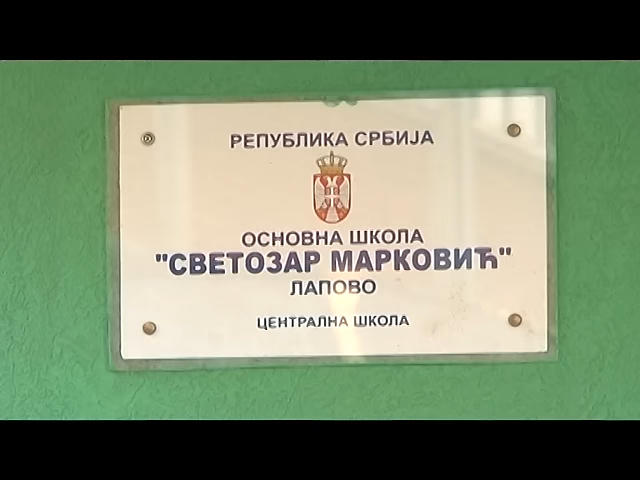 РЕПУБЛИКА СРБИЈА
ОСНОВНА ШКОЛА
"СВЕТОЗАР МАРКОВИЋ"
ЛАПОВО
ЦЕНТРАЛНА ШКОЛА